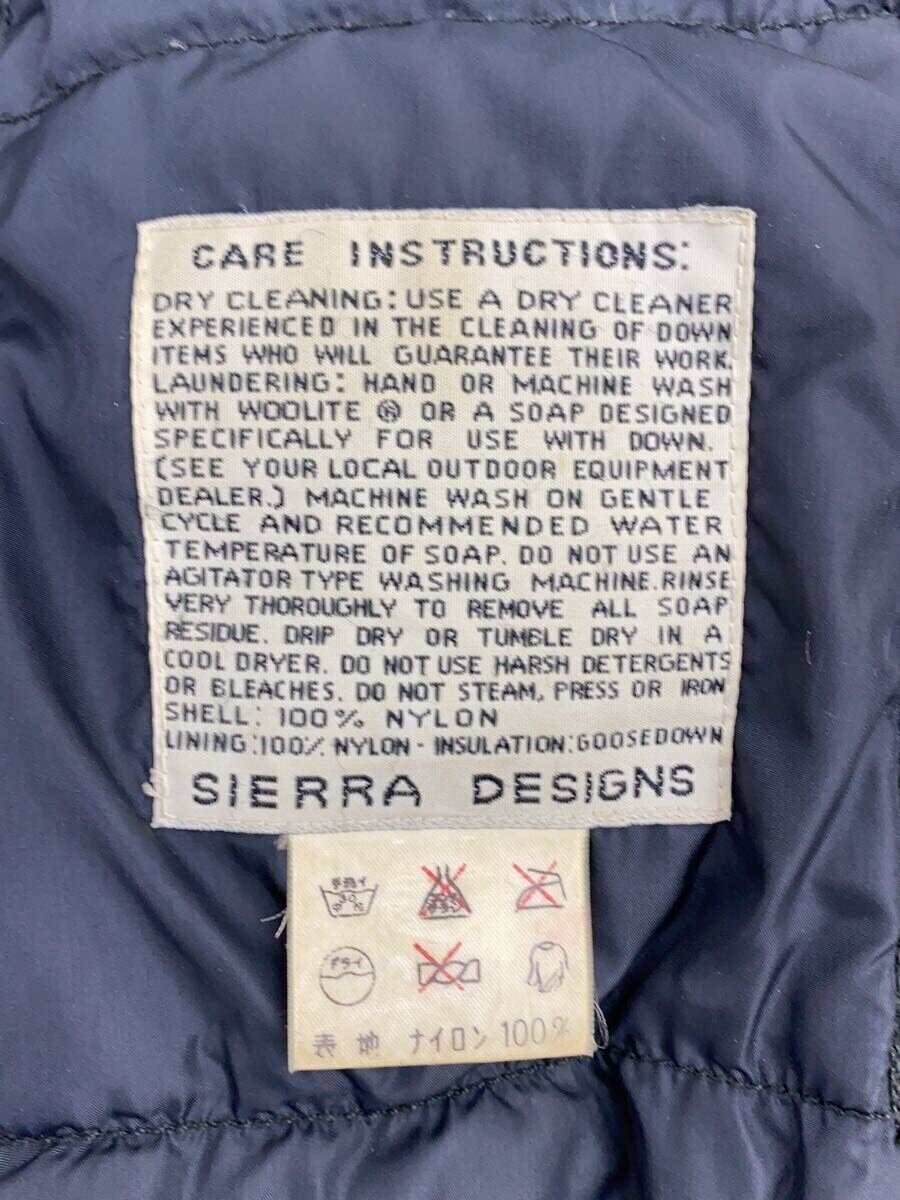 CARE INSTRUCTIONS:
DRY CLEANING: USE A DRY CLEANER
EXPERIENCED IN THE CLEANING OF DOWN
ITEMS WHO WILL GUARANTEE THEIR WORK.
LAUNDERING: HAND OR MACHINE WASH
WITH WOOLITE ® OR A SOAP DESIGNED
SPECIFICALLY FOR USE WITH DOWN.
(SEE YOUR LOCAL OUTDOOR EQUIPMENT
DEALER.) MACHINE WASH ON GENTLE
CYCLE AND RECOMMENDED WATER
TEMPERATURE OF SOAP. DO NOT USE AN
AGITATOR TYPE WASHING MACHINE. RINSE
VERY THOROUGHLY TO REMOVE ALL SOAP
RESIDUE. DRIP DRY OR TUMBLE DRY IN A
COOL DRYER. DO NOT USE HARSH DETERGENTS
OR BLEACHES. DO NOT STEAM, PRESS OR IRON
SHELL: 100% NYLON
LINING: 100% NYLON - INSULATION: GOOSEDOWN
SIERRA DESIGNS
30
ドライ
表地 ナイロン 100%